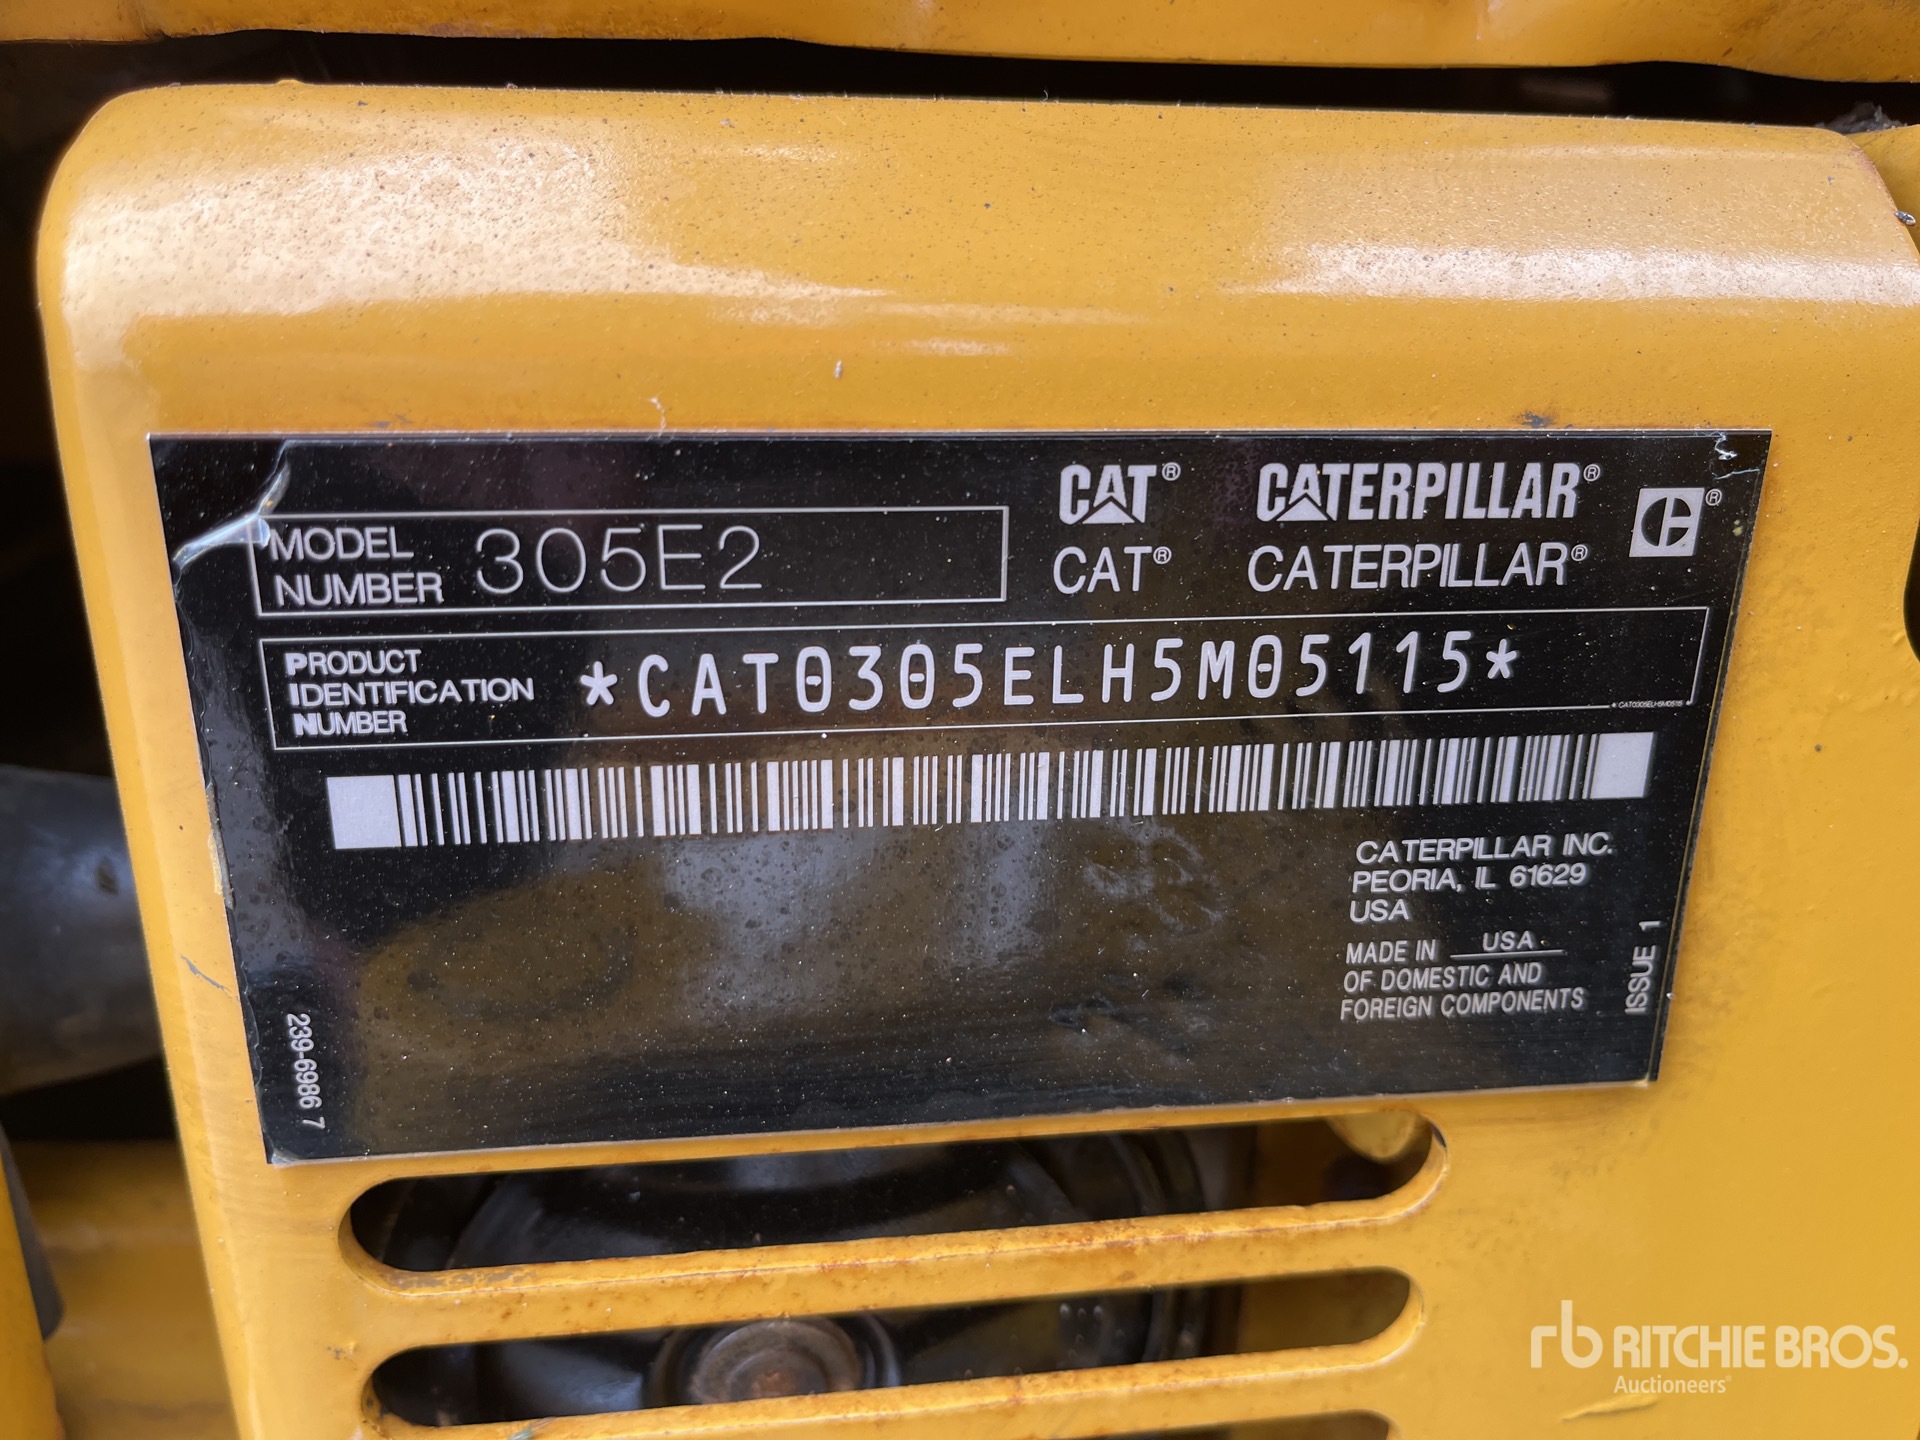 CAT® CATERPILLAR®
CAT® CATERPILLAR®
MODEL NUMBER 305E2
PRODUCT
IDENTIFICATION
NUMBER
*CAT0305ELH5M05115*
CATERPILLAR INC.
PEORIA, IL 61629
USA
MADE IN USA
OF DOMESTIC AND
FOREIGN COMPONENTS
ISSUE 1
239-6986 7
rb RITCHIE BROS.
Auctioneers